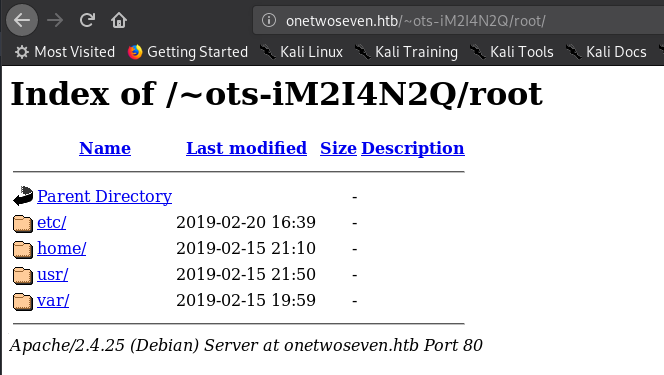 onetwoseven.htb/~ots-iM2I4N2Q/root/
Most Visited Getting Started Kali Linux Kali Training Kali Tools Kali Docs
Index of /~ots-iM2I4N2Q/root
Name Last modified Size Description
Parent Directory -
etc/ 2019-02-20 16:39 -
home/ 2019-02-15 21:10 -
usr/ 2019-02-15 21:50 -
var/ 2019-02-15 19:59 -
Apache/2.4.25 (Debian) Server at onetwoseven.htb Port 80